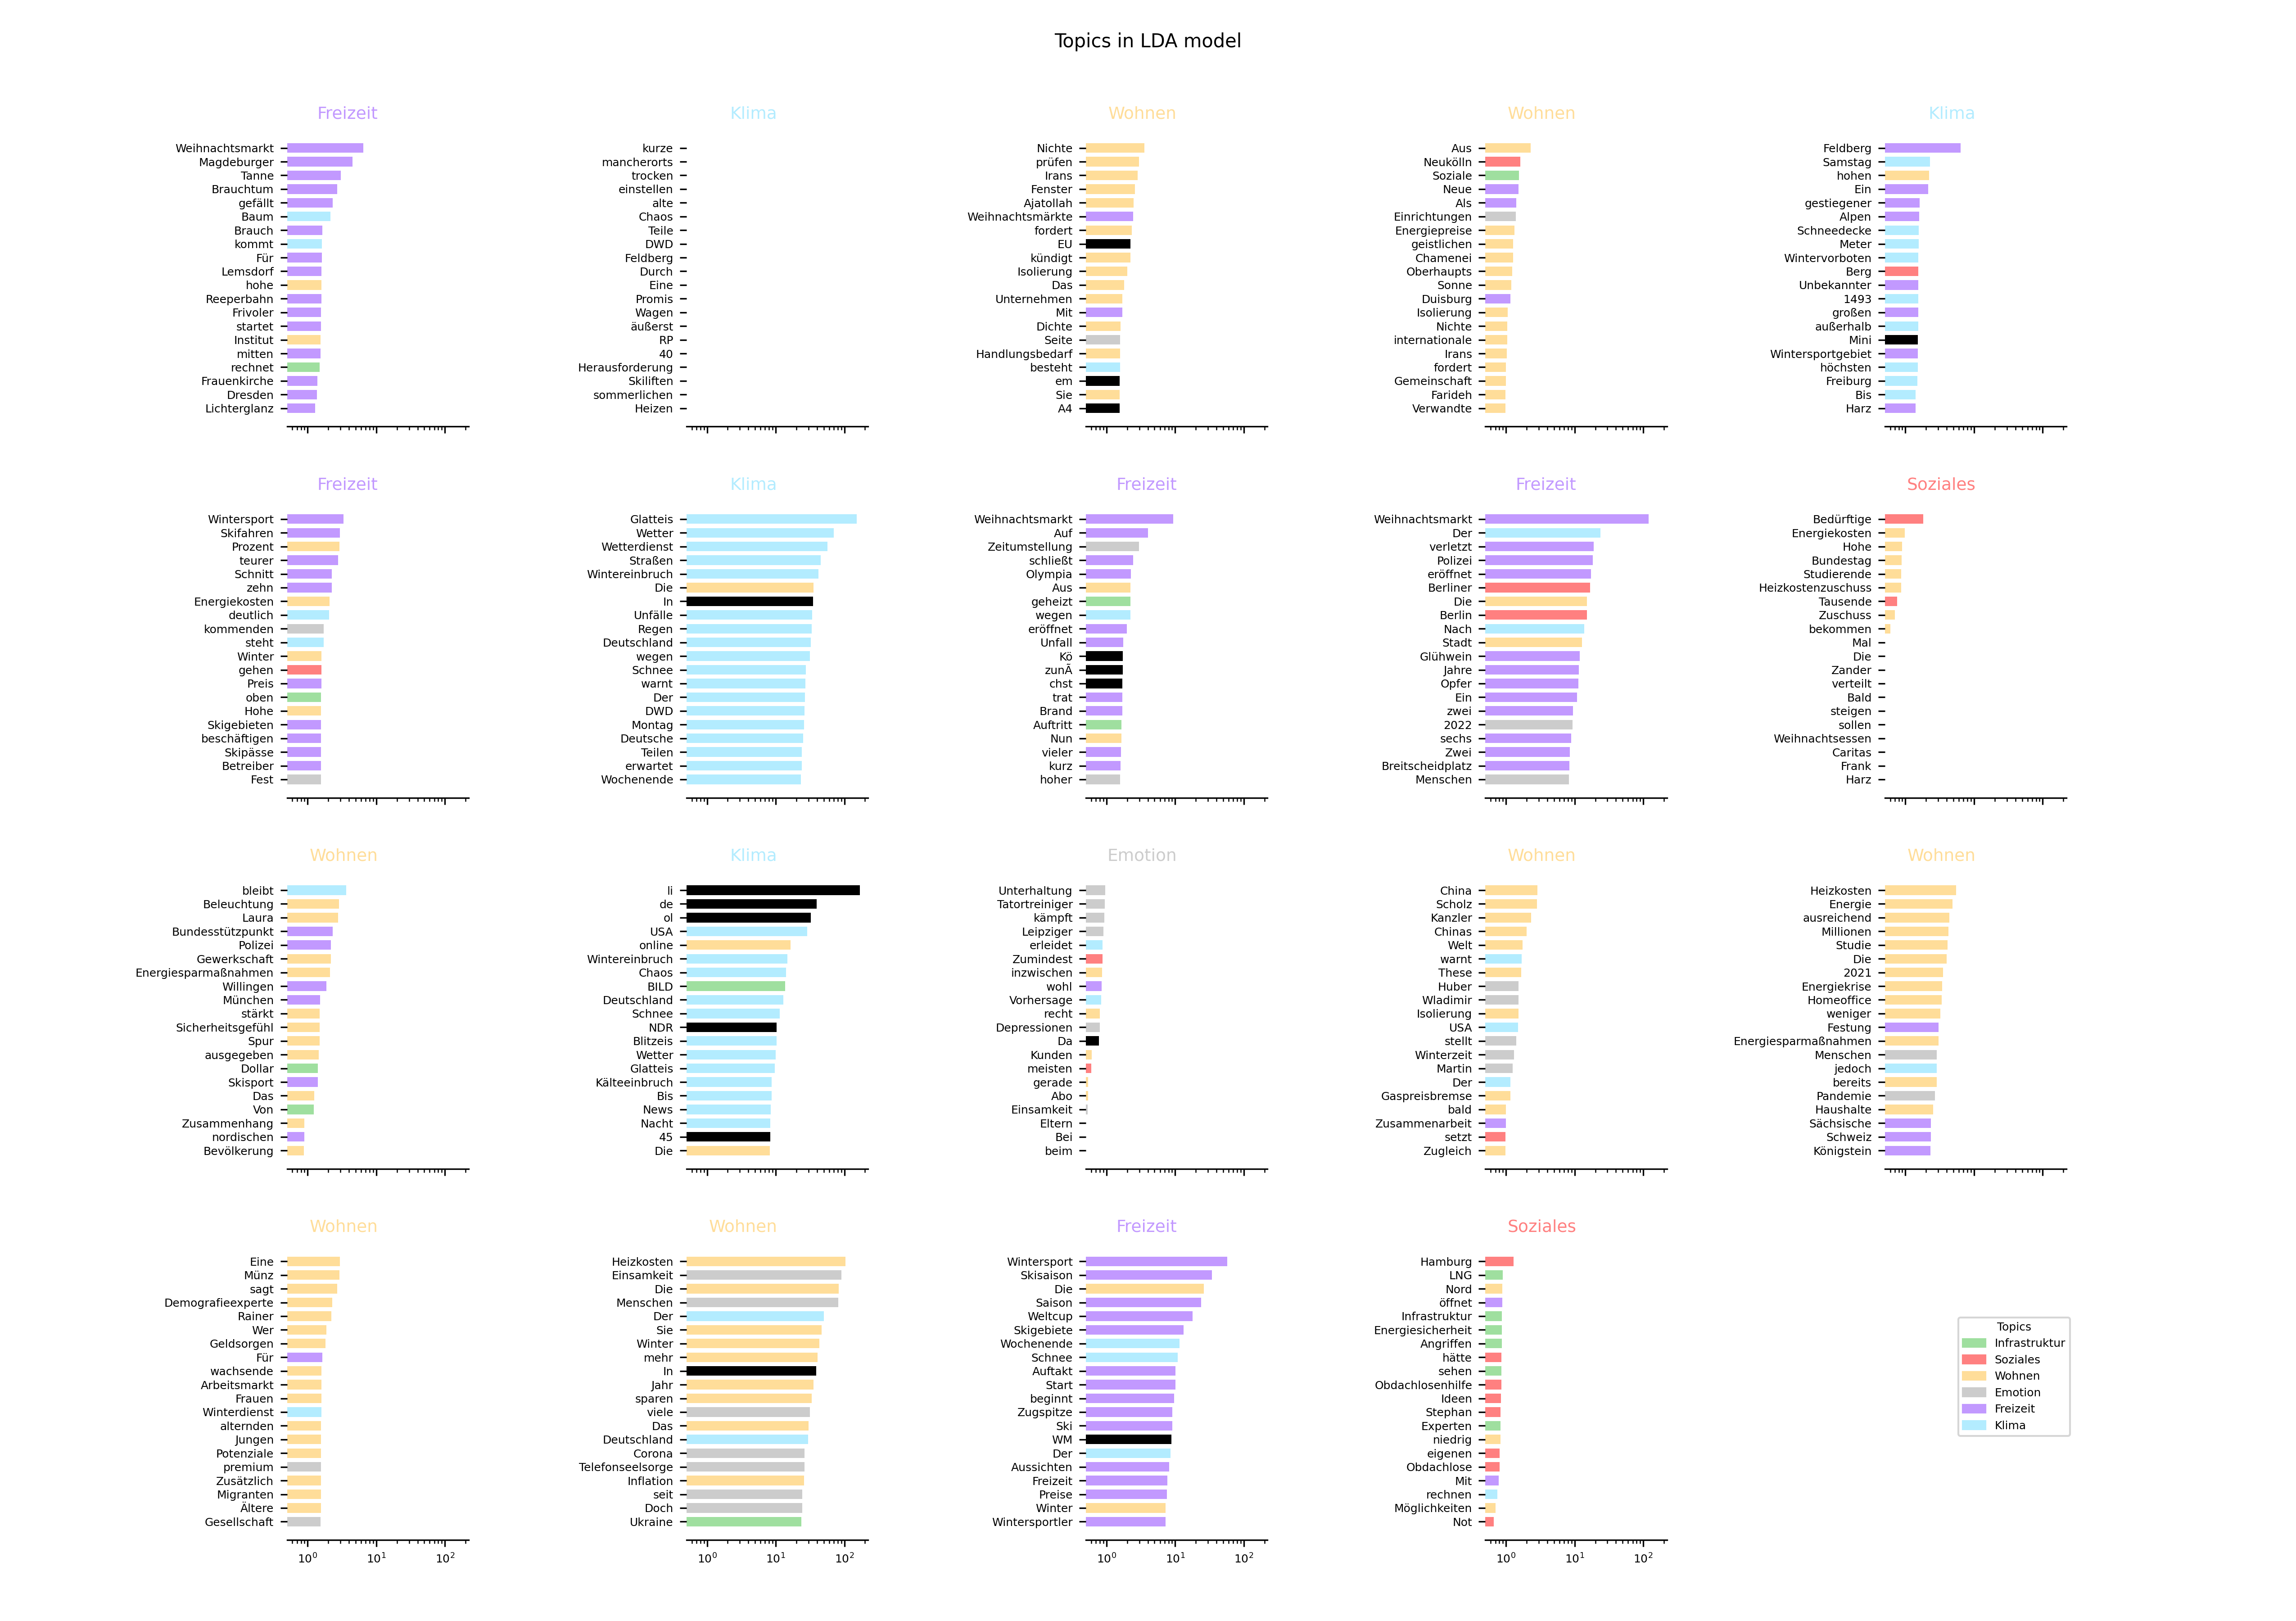 Topics in LDA model
Freizeit
Weihnachtsmarkt
Magdeburger
Tanne
Brauchtum
gefällt
Baum
Brauch
kommt
Für
Lemsdorf
hohe
Reeperbahn
Frivoler
startet
Institut
mitten
rechnet
Frauenkirche
Dresden
Lichterglanz
Klima
kurze
mancherorts
trocken
einstellen
alte
Chaos
Teile
DWD
Feldberg
Durch
Eine
Promis
Wagen
äußerst
RP
40
Herausforderung
Skiliften
sommerlichen
Heizen
Wohnen
Nichte
prüfen
Irans
Fenster
Ajatollah
Weihnachtsmärkte
fordert
EU
kündigt
Isolierung
Das
Unternehmen
Mit
Dichte
Seite
Handlungsbedarf
besteht
em
Sie
A4
Wohnen
Aus
Neukölln
Soziale
Neue
Als
Einrichtungen
Energiepreise
geistlichen
Chamenei
Oberhaupts
Sonne
Duisburg
Isolierung
Nichte
internationale
Irans
fordert
Gemeinschaft
Farideh
Verwandte
Klima
Feldberg
Samstag
hohen
Ein
gestiegener
Alpen
Schneedecke
Meter
Wintervorboten
Berg
Unbekannter
1493
großen
außerhalb
Mini
Wintersportgebiet
höchsten
Freiburg
Bis
Harz
Freizeit
Wintersport
Skifahren
Prozent
teurer
Schnitt
zehn
Energiekosten
deutlich
kommenden
steht
Winter
gehen
Preis
oben
Hohe
Skigebieten
beschäftigen
Skipässe
Betreiber
Fest
Klima
Glatteis
Wetter
Wetterdienst
Straßen
Wintereinbruch
Die
In
Unfälle
Regen
Deutschland
wegen
Schnee
warnt
Der
DWD
Montag
Deutsche
Teilen
erwartet
Wochenende
Freizeit
Weihnachtsmarkt
Auf
Zeitumstellung
schließt
Olympia
Aus
geheizt
wegen
eröffnet
Unfall
Kö
zunÃ
chst
trat
Brand
Auftritt
Nun
vieler
kurz
hoher
Freizeit
Weihnachtsmarkt
Der
verletzt
Polizei
eröffnet
Berliner
Die
Berlin
Nach
Stadt
Glühwein
Jahre
Opfer
Ein
zwei
2022
sechs
Zwei
Breitscheidplatz
Menschen
Soziales
Bedürftige
Energiekosten
Hohe
Bundestag
Studierende
Heizkostenzuschuss
Tausende
Zuschuss
bekommen
Mal
Die
Zander
verteilt
Bald
steigen
sollen
Weihnachtsessen
Caritas
Frank
Harz
Wohnen
bleibt
Beleuchtung
Laura
Bundesstützpunkt
Polizei
Gewerkschaft
Energiesparmaßnahmen
Willingen
München
stärkt
Sicherheitsgefühl
Spur
ausgegeben
Dollar
Skisport
Das
Von
Zusammenhang
nordischen
Bevölkerung
Klima
li
de
ol
USA
online
Wintereinbruch
Chaos
BILD
Deutschland
Schnee
NDR
Blitzeis
Wetter
Glatteis
Kälteeinbruch
Bis
News
Nacht
45
Die
Emotion
Unterhaltung
Tatortreiniger
kämpft
Leipziger
erleidet
Zumindest
inzwischen
wohl
Vorhersage
recht
Depressionen
Da
Kunden
meisten
gerade
Abo
Einsamkeit
Eltern
Bei
beim
Wohnen
China
Scholz
Kanzler
Chinas
Welt
warnt
These
Huber
Wladimir
Isolierung
USA
stellt
Winterzeit
Martin
Der
Gaspreisbremse
bald
Zusammenarbeit
setzt
Zugleich
Wohnen
Heizkosten
Energie
ausreichend
Millionen
Studie
Die
2021
Energiekrise
Homeoffice
weniger
Festung
Energiesparmaßnahmen
Menschen
jedoch
bereits
Pandemie
Haushalte
Sächsische
Schweiz
Königstein
Wohnen
Eine
Münz
sagt
Demografieexperte
Rainer
Wer
Geldsorgen
Für
wachsende
Arbeitsmarkt
Frauen
Winterdienst
alternden
Jungen
Potenziale
premium
Zusätzlich
Migranten
Ältere
Gesellschaft
10⁰ 10¹ 10²
Wohnen
Heizkosten
Einsamkeit
Die
Menschen
Der
Sie
Winter
mehr
In
Jahr
sparen
viele
Das
Deutschland
Corona
Telefonseelsorge
Inflation
seit
Doch
Ukraine
10⁰ 10¹ 10²
Freizeit
Wintersport
Skisaison
Die
Saison
Weltcup
Skigebiete
Wochenende
Schnee
Auftakt
Start
beginnt
Zugspitze
Ski
WM
Der
Aussichten
Freizeit
Preise
Winter
Wintersportler
10⁰ 10¹ 10²
Soziales
Hamburg
LNG
Nord
öffnet
Infrastruktur
Energiesicherheit
Angriffen
hätte
sehen
Obdachlosenhilfe
Ideen
Stephan
Experten
niedrig
eigenen
Obdachlose
Mit
rechnen
Möglichkeiten
Not
10⁰ 10¹ 10²
Topics
Infrastruktur
Soziales
Wohnen
Emotion
Freizeit
Klima